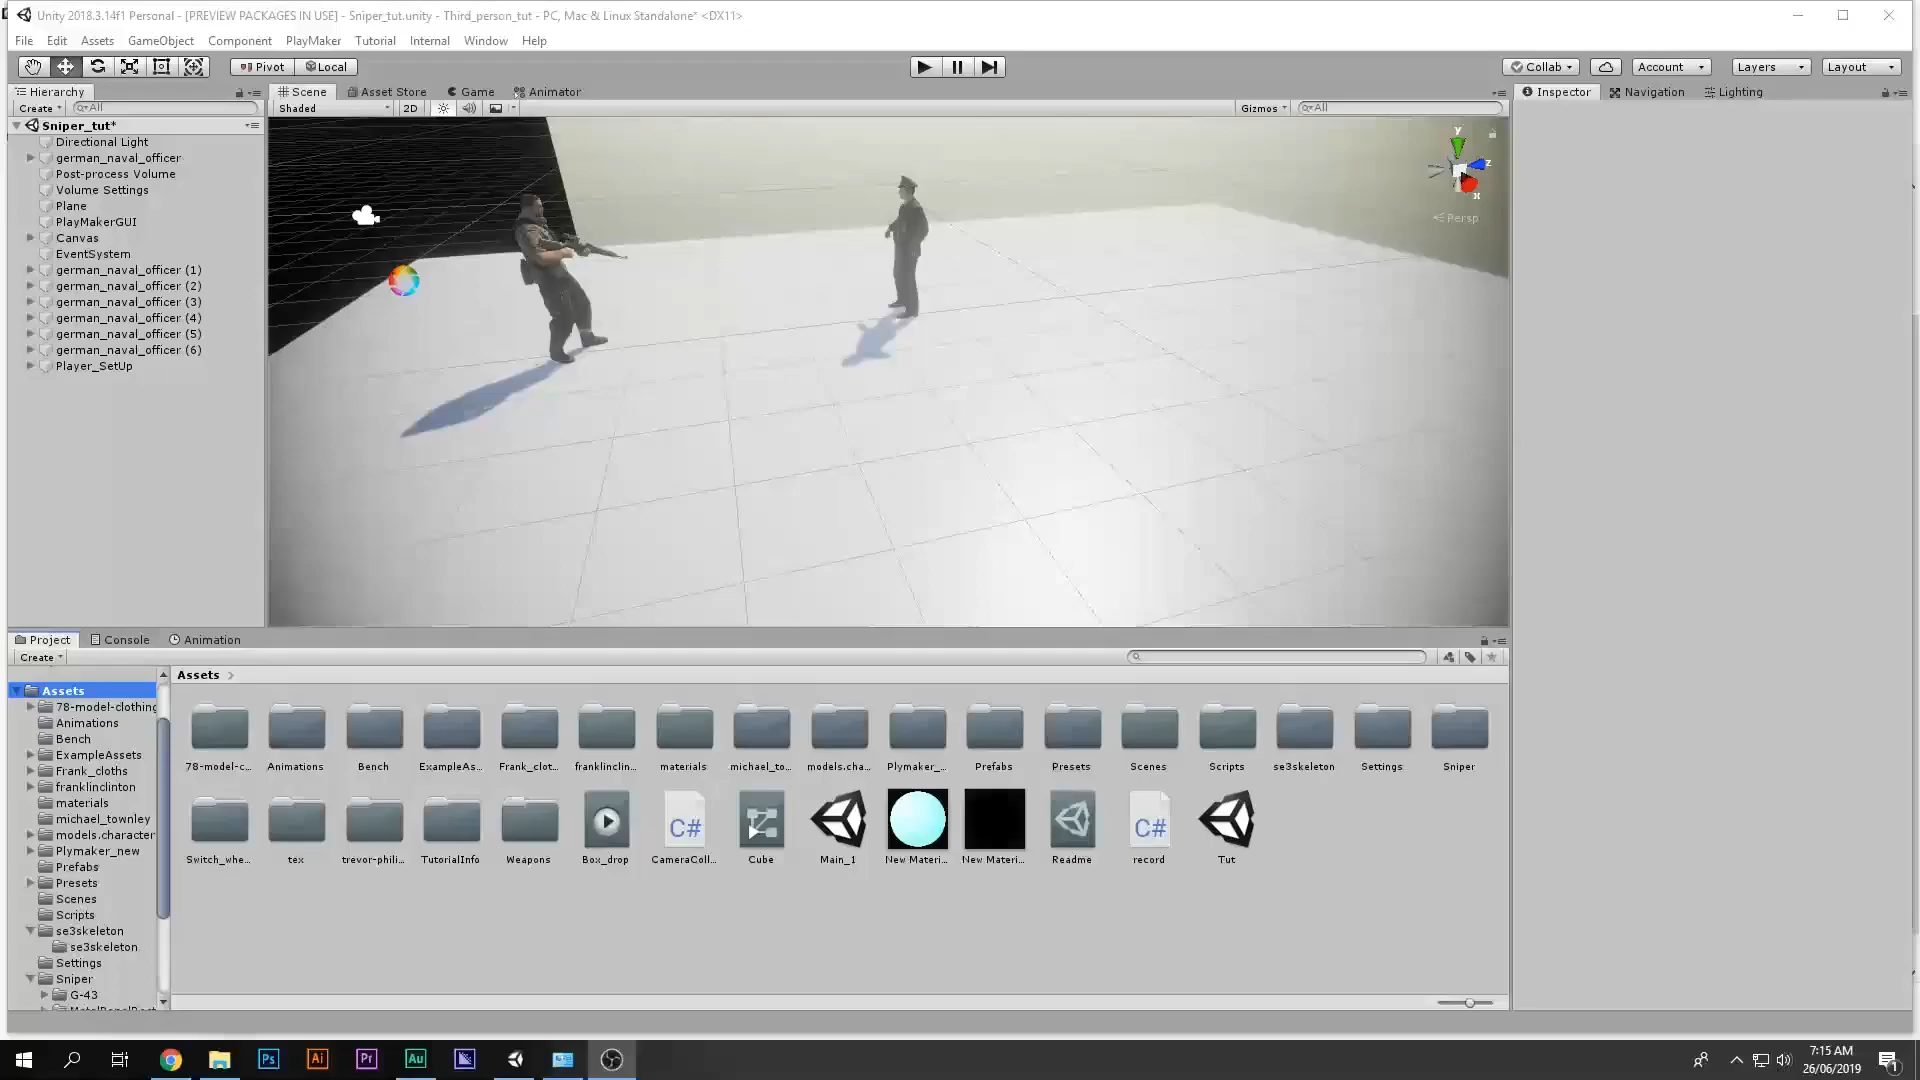 Unity 2018.3.14f1 Personal - [PREVIEW PACKAGES IN USE] - Sniper_tut.unity - Third_person_tut - PC, Mac & Linux Standalone* <DX11>
File Edit Assets GameObject Component PlayMaker Tutorial Internal Window Help
Pivot Local Collab Account Layers Layout
Hierarchy Scene Asset Store Game Animator Inspector Navigation Lighting
Create All Shaded 2D Gizmos All
Sniper_tut*
Directional Light
german_naval_officer
Post-process Volume
Volume Settings
Plane
PlayMakerGUI
Canvas
EventSystem
german_naval_officer (1)
german_naval_officer (2)
german_naval_officer (3)
german_naval_officer (4)
german_naval_officer (5)
german_naval_officer (6)
Player_SetUp
y
z
x
Persp
Project Console Animation
Create
Assets
78-model-clothing
Animations
Bench
ExampleAssets
Frank_cloths
franklinclinton
materials
michael_townley
models.character
Plymaker_new
Prefabs
Presets
Scenes
Scripts
se3skeleton
se3skeleton
Settings
Sniper
G-43
Assets
78-model-c... Animations Bench ExampleAs... Frank_clot... franklinclin... materials michael_to... models.cha... Plymaker_... Prefabs Presets Scenes Scripts se3skeleton Settings Sniper
C# C#
Switch_whe... tex trevor-phili... TutorialInfo Weapons Box_drop CameraColl... Cube Main_1 New Materi... New Materi... Readme record Tut
Ps Ai Pr Au
7:15 AM
26/06/2019
1